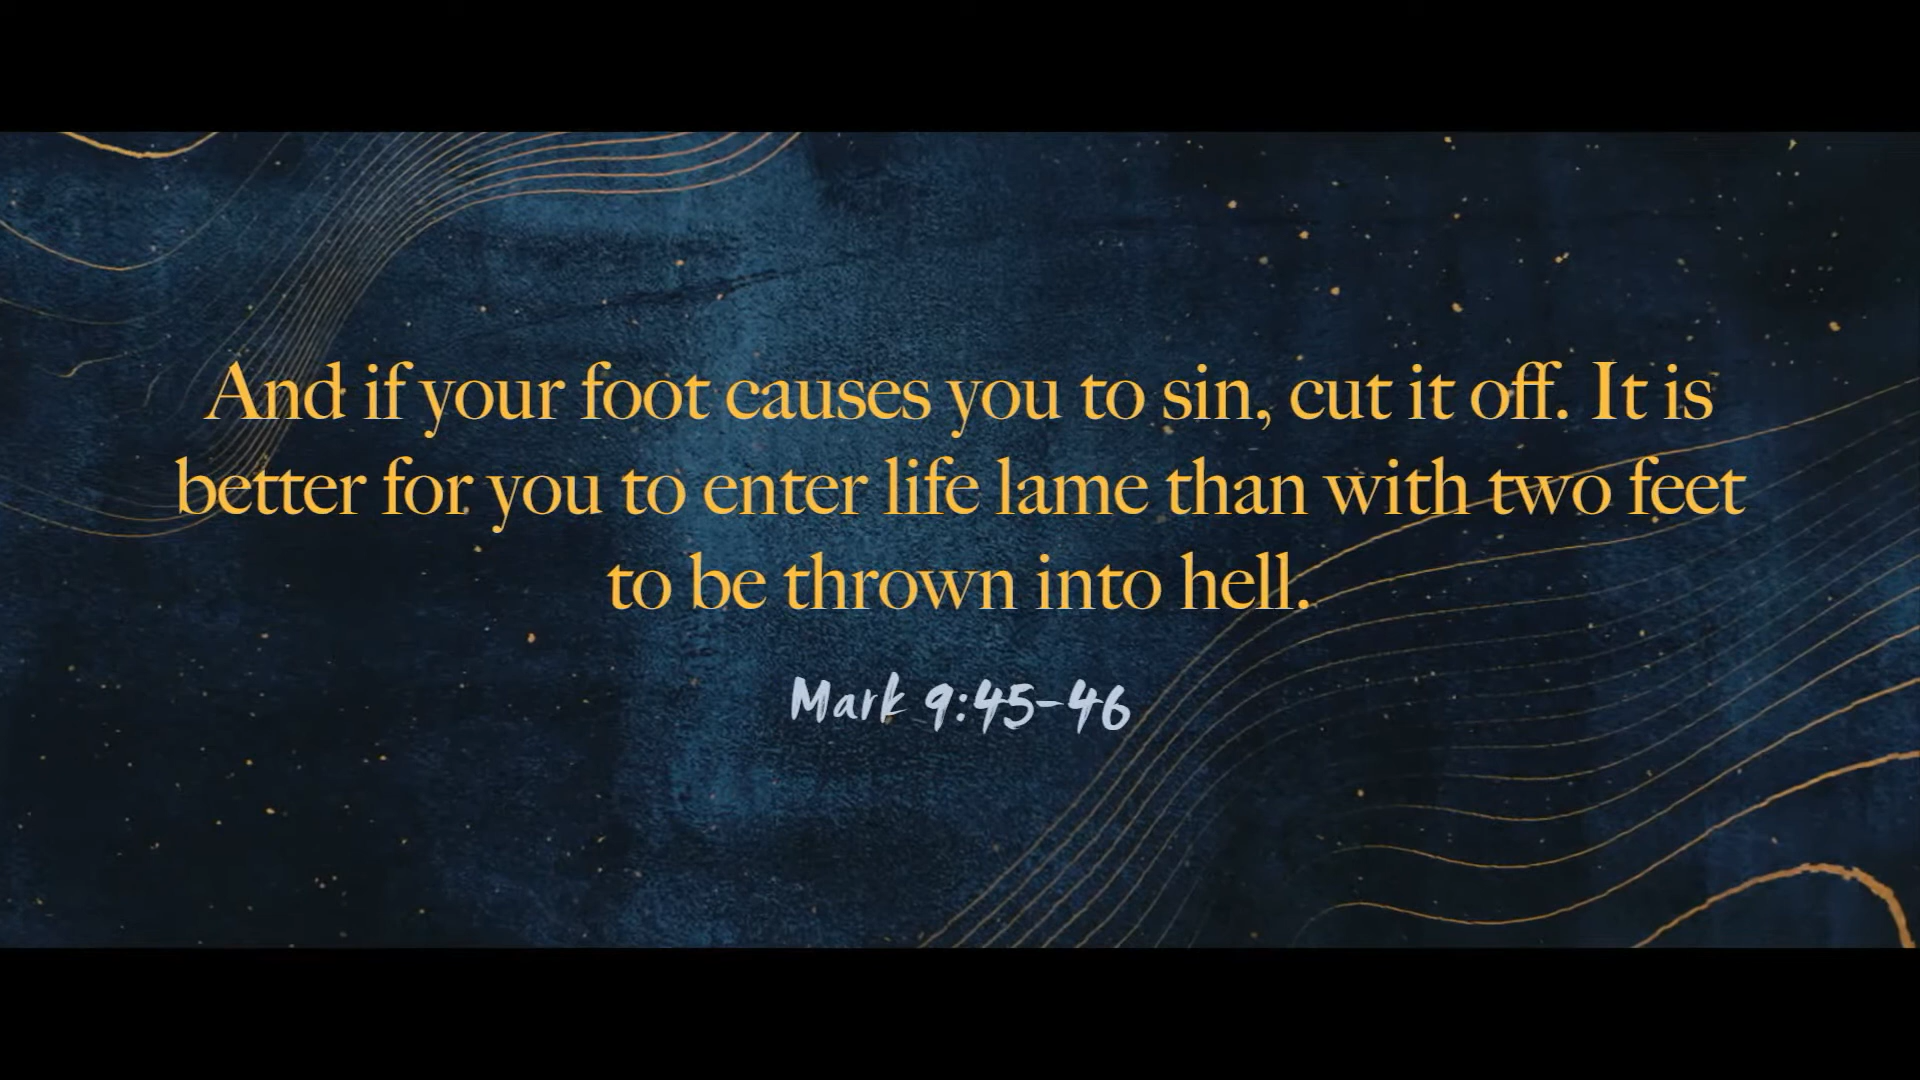 And if your foot causes you to sin, cut it off. It is
better for you to enter life lame than with two feet
to be thrown into hell.
Mark 9:45-46